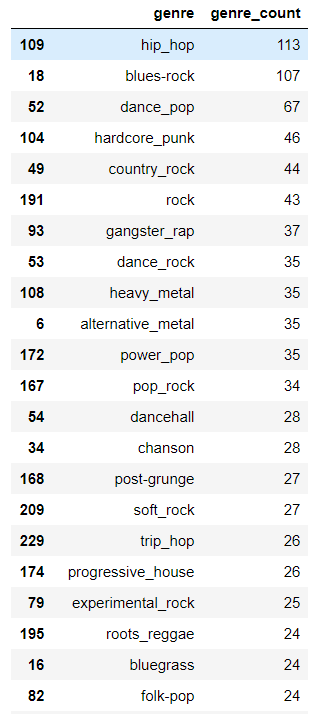 genre genre_count
109 hip_hop 113
18 blues-rock 107
52 dance_pop 67
104 hardcore_punk 46
49 country_rock 44
191 rock 43
93 gangster_rap 37
53 dance_rock 35
108 heavy_metal 35
6 alternative_metal 35
172 power_pop 35
167 pop_rock 34
54 dancehall 28
34 chanson 28
168 post-grunge 27
209 soft_rock 27
229 trip_hop 26
174 progressive_house 26
79 experimental_rock 25
195 roots_reggae 24
16 bluegrass 24
82 folk-pop 24